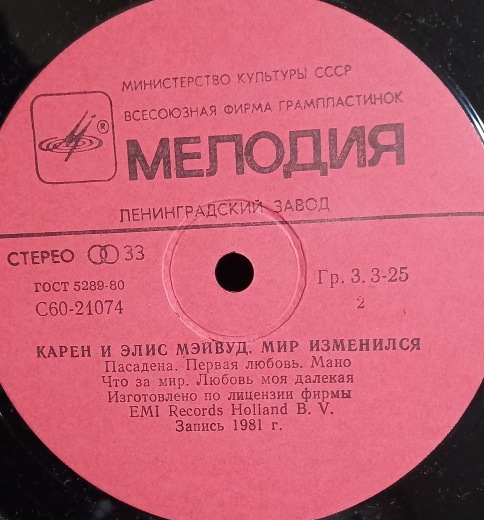 МИНИСТЕРСТВО КУЛЬТУРЫ СССР
ВСЕСОЮЗНАЯ ФИРМА ГРАМПЛАСТИНОК
®
МЕЛОДИЯ
ЛЕНИНГРАДСКИЙ ЗАВОД
СТЕРЕО 33
ГОСТ 5289-80
Гр. 3. 3-25
С60-21074
2
КАРЕН И ЭЛИС МЭЙВУД. МИР ИЗМЕНИЛСЯ
Пасадена. Первая любовь. Мано
Что за мир. Любовь моя далекая
Изготовлено по лицензии фирмы
EMI Records Holland B. V.
Запись 1981 г.